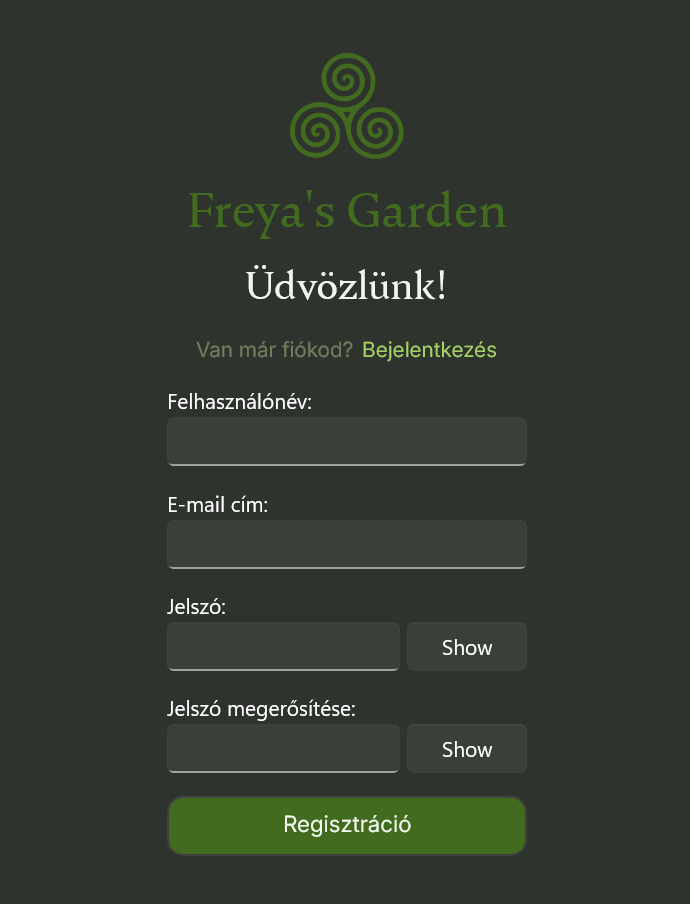 Freya's Garden
Üdvözlünk!
Van már fiókod? Bejelentkezés
Felhasználónév:
E-mail cím:
Jelszó:
Show
Jelszó megerősítése:
Show
Regisztráció